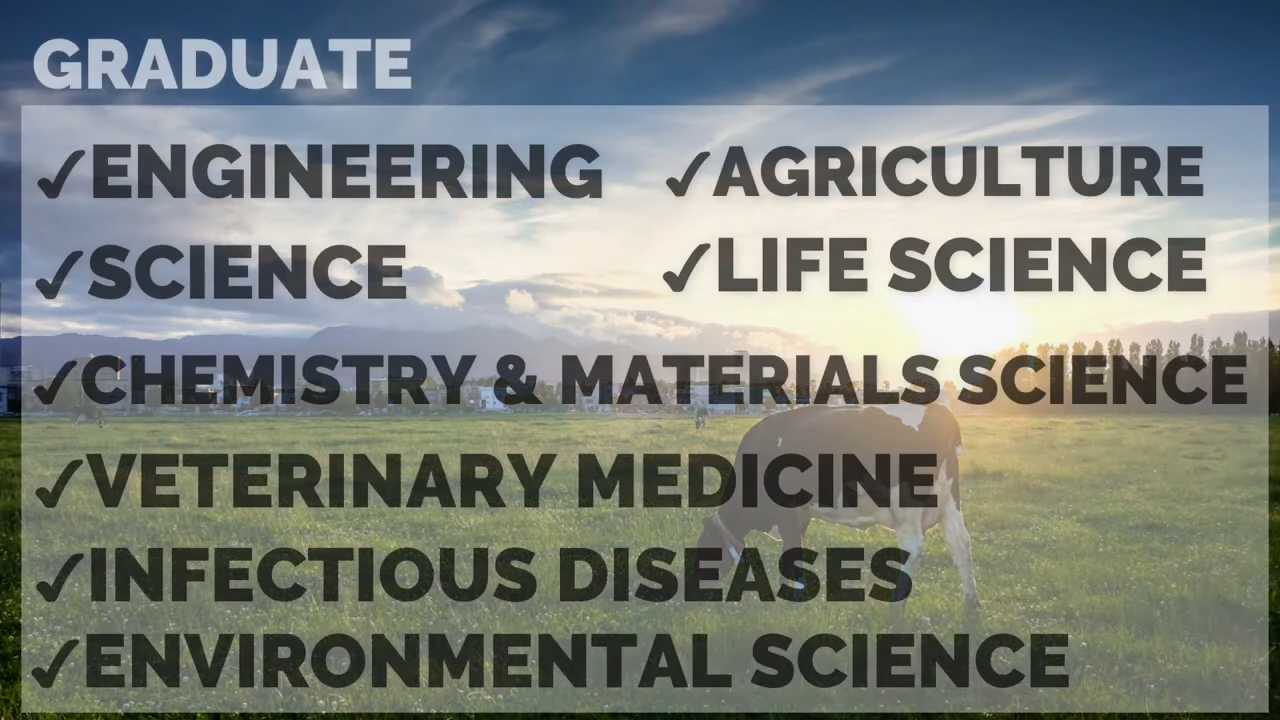 GRADUATE
✓ENGINEERING ✓AGRICULTURE
✓SCIENCE ✓LIFE SCIENCE
✓CHEMISTRY & MATERIALS SCIENCE
✓VETERINARY MEDICINE
✓INFECTIOUS DISEASES
✓ENVIRONMENTAL SCIENCE